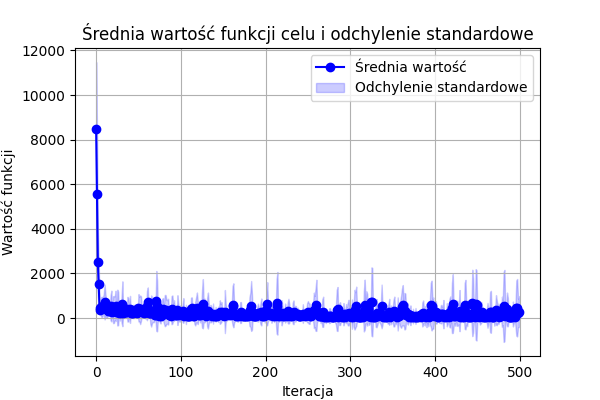 Średnia wartość funkcji celu i odchylenie standardowe
Średnia wartość
Odchylenie standardowe
Wartość funkcji
12000
10000
8000
6000
4000
2000
0
0 100 200 300 400 500
Iteracja